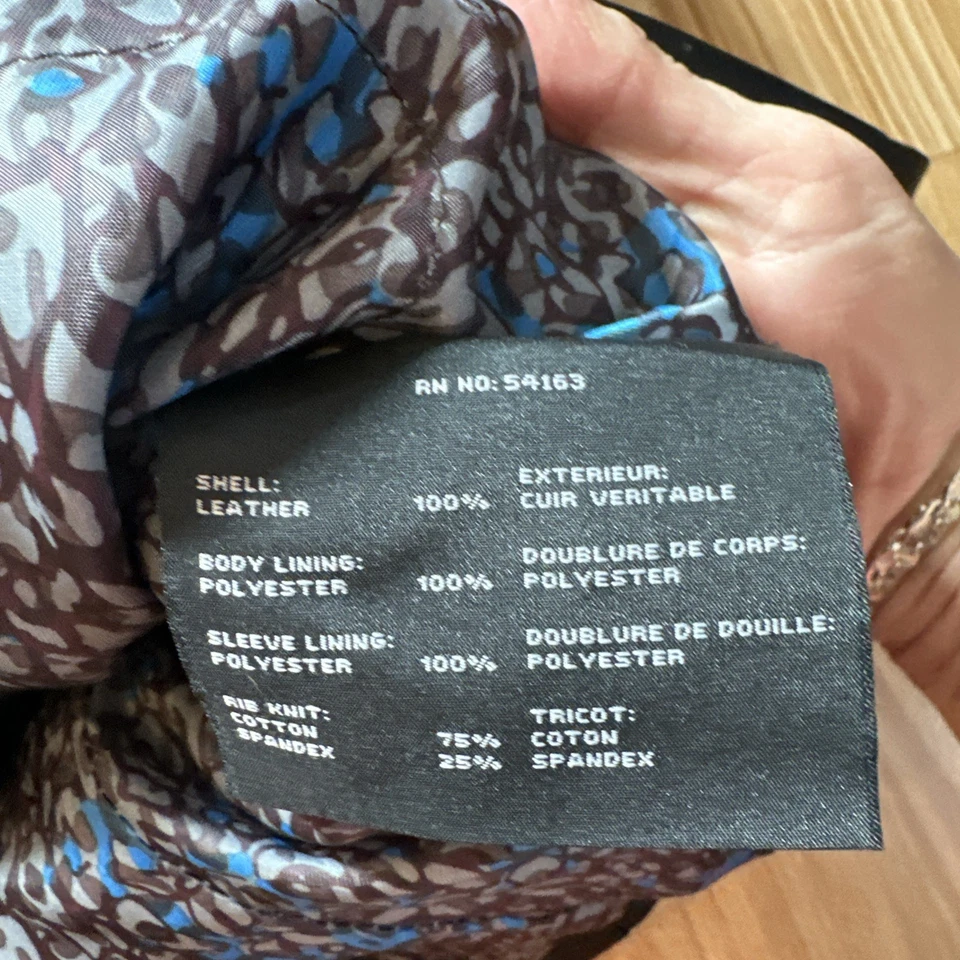 RN NO: 54163
SHELL:
LEATHER 100%
EXTERIEUR:
CUIR VERITABLE
BODY LINING:
POLYESTER 100%
DOUBLURE DE CORPS:
POLYESTER
SLEEVE LINING:
POLYESTER 100%
DOUBLURE DE DOUILLE:
POLYESTER
RIB KNIT:
COTTON 75%
SPANDEX 25%
TRICOT:
COTON
SPANDEX